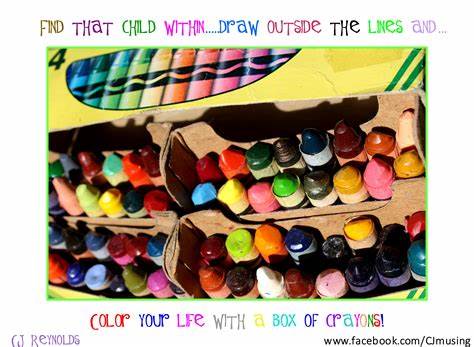 Find that child within.....draw outside the lines and...
4
Color your life with a box of crayons!
CJ Reynolds
www.facebook.com/CJmusing